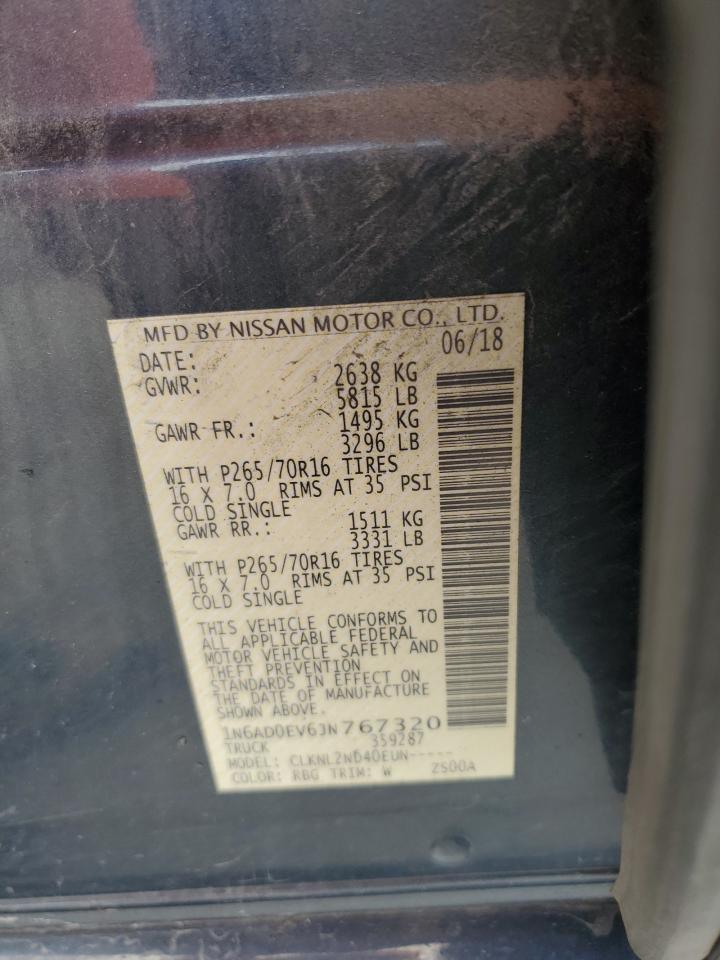 MFD BY NISSAN MOTOR CO., LTD.
DATE: 06/18
GVWR: 2638 KG
5815 LB
GAWR FR.: 1495 KG
3296 LB
WITH P265/70R16 TIRES
16 X 7.0 RIMS AT 35 PSI
COLD SINGLE
GAWR RR.: 1511 KG
3331 LB
WITH P265/70R16 TIRES
16 X 7.0 RIMS AT 35 PSI
COLD SINGLE
THIS VEHICLE CONFORMS TO
ALL APPLICABLE FEDERAL
MOTOR VEHICLE SAFETY AND
THEFT PREVENTION
STANDARDS IN EFFECT ON
THE DATE OF MANUFACTURE
SHOWN ABOVE.
1N6AD0EV6JN767320
TRUCK 359287
MODEL: CLKNL2ND40EUN-----
COLOR: RBG TRIM: W ZS00A